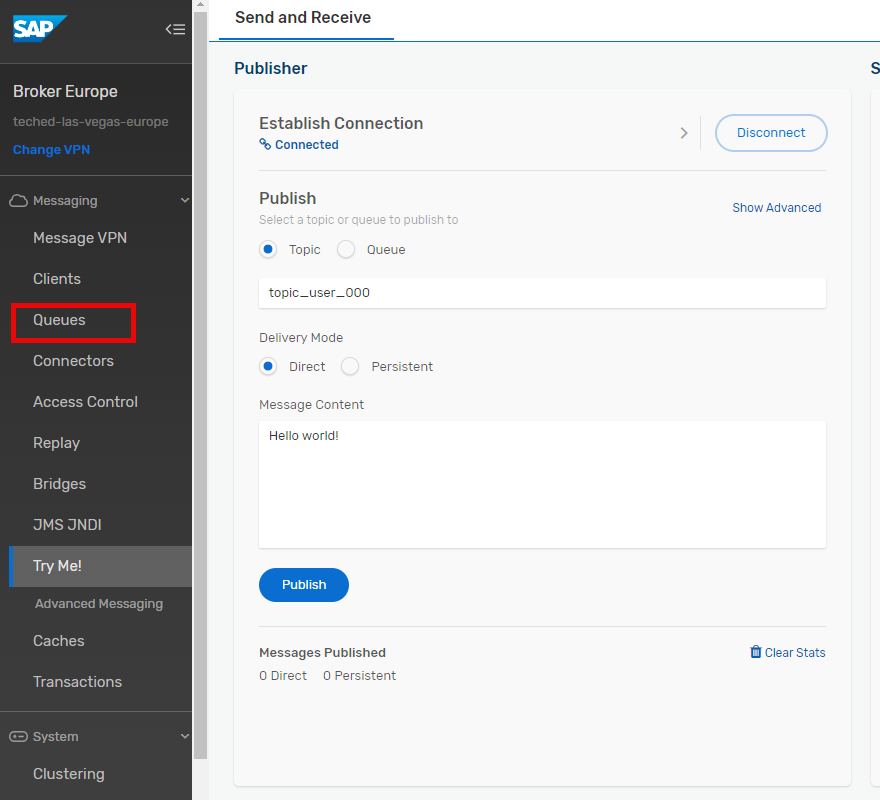 SAP
Broker Europe
teched-las-vegas-europe
Change VPN
Messaging
Message VPN
Clients
Queues
Connectors
Access Control
Replay
Bridges
JMS JNDI
Try Me!
Advanced Messaging
Caches
Transactions
System
Clustering
Send and Receive
Publisher
S
Establish Connection
Connected
Disconnect
Publish
Select a topic or queue to publish to
Show Advanced
Topic Queue
topic_user_000
Delivery Mode
Direct Persistent
Message Content
Hello world!
Publish
Messages Published
Clear Stats
0 Direct 0 Persistent